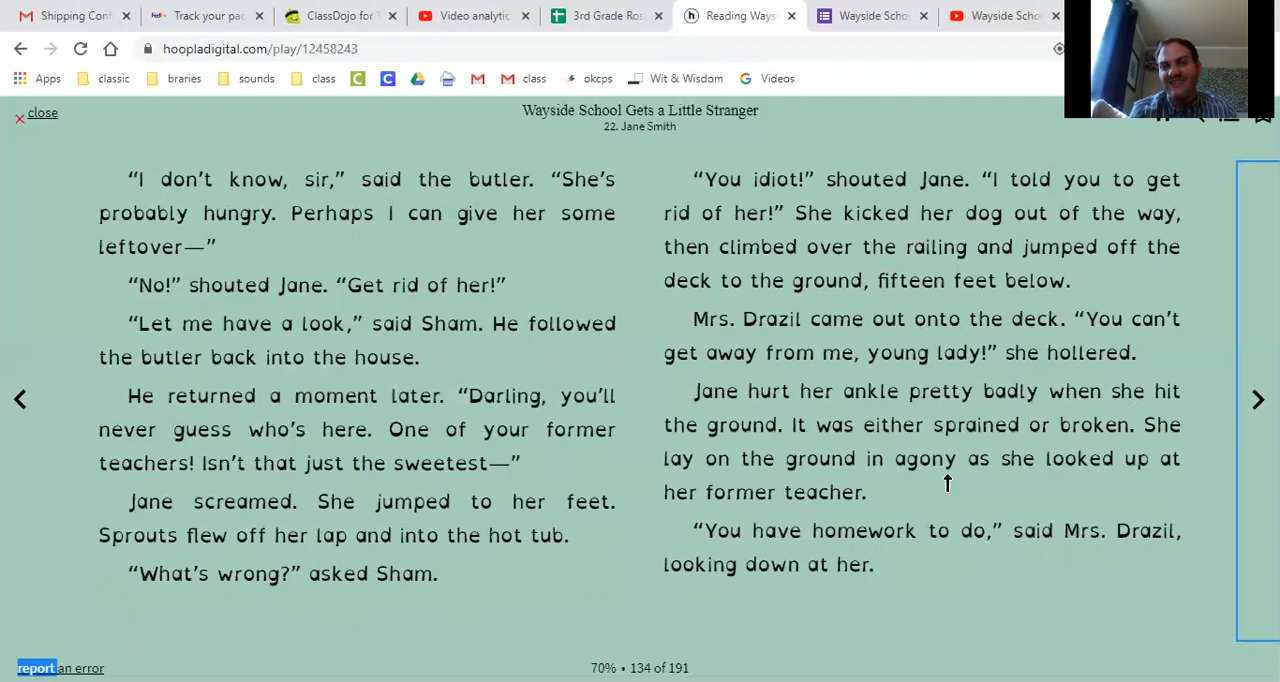 Shipping Conf
Track your pac
ClassDojo for T
Video analytic
3rd Grade Ros
Reading Waysi
Wayside Scho
Wayside Scho
hoopladigital.com/play/12458243
Apps
classic
braries
sounds
class
class
okcps
Wit & Wisdom
Videos
close
Wayside School Gets a Little Stranger
22. Jane Smith
“I don’t know, sir,” said the butler. “She’s
probably hungry. Perhaps I can give her some
leftover—”
“No!” shouted Jane. “Get rid of her!”
“Let me have a look,” said Sham. He followed
the butler back into the house.
He returned a moment later. “Darling, you’ll
never guess who’s here. One of your former
teachers! Isn’t that just the sweetest—”
Jane screamed. She jumped to her feet.
Sprouts flew off her lap and into the hot tub.
“What’s wrong?” asked Sham.
“You idiot!” shouted Jane. “I told you to get
rid of her!” She kicked her dog out of the way,
then climbed over the railing and jumped off the
deck to the ground, fifteen feet below.
Mrs. Drazil came out onto the deck. “You can’t
get away from me, young lady!” she hollered.
Jane hurt her ankle pretty badly when she hit
the ground. It was either sprained or broken. She
lay on the ground in agony as she looked up at
her former teacher.
“You have homework to do,” said Mrs. Drazil,
looking down at her.
report an error
70% • 134 of 191